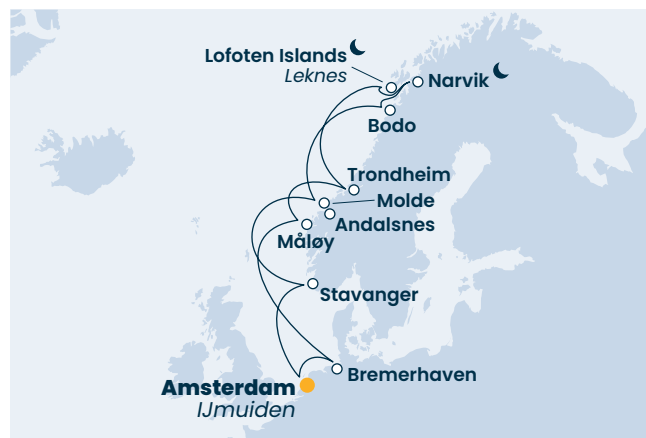 Lofoten Islands
Leknes
Narvik
Bodo
Trondheim
Molde
Andalsnes
Måløy
Stavanger
Bremerhaven
Amsterdam
IJmuiden